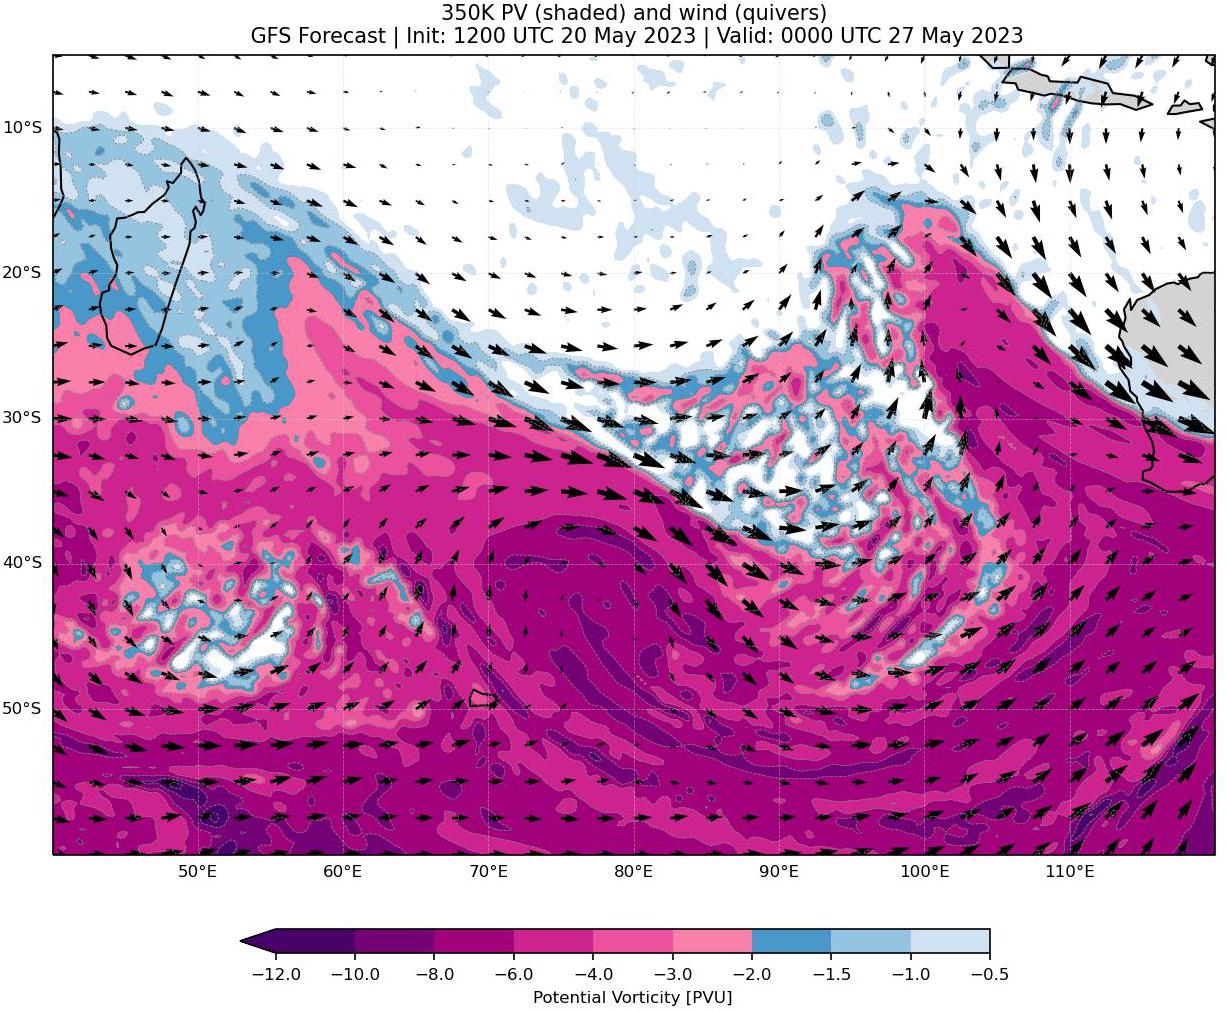 350K PV (shaded) and wind (quivers)
GFS Forecast | Init: 1200 UTC 20 May 2023 | Valid: 0000 UTC 27 May 2023
10°S
20°S
30°S
40°S
50°S
50°E 60°E 70°E 80°E 90°E 100°E 110°E
−12.0 −10.0 −8.0 −6.0 −4.0 −3.0 −2.0 −1.5 −1.0 −0.5
Potential Vorticity [PVU]